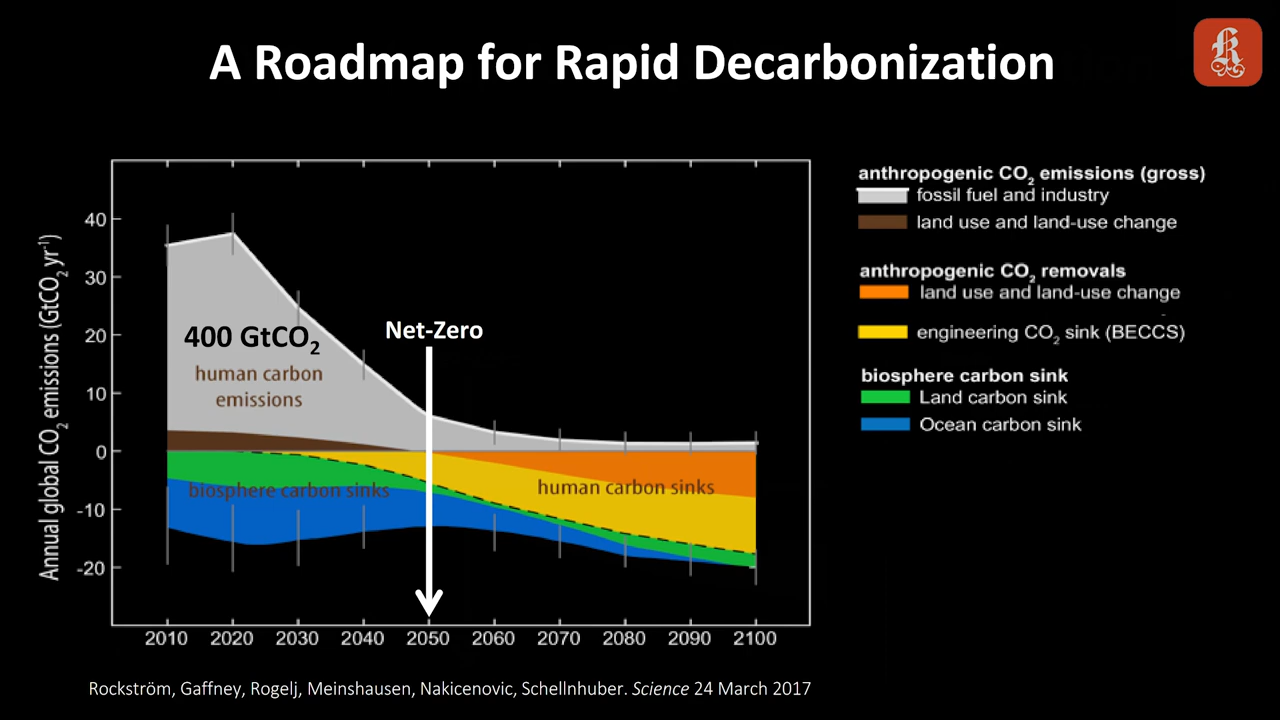 A Roadmap for Rapid Decarbonization
Annual global CO₂ emissions (GtCO₂ yr⁻¹)
40
30
20
10
0
-10
-20
400 GtCO₂
human carbon
emissions
Net-Zero
biosphere carbon sinks
human carbon sinks
2010 2020 2030 2040 2050 2060 2070 2080 2090 2100
anthropogenic CO₂ emissions (gross)
fossil fuel and industry
land use and land-use change
anthropogenic CO₂ removals
land use and land-use change
engineering CO₂ sink (BECCS)
biosphere carbon sink
Land carbon sink
Ocean carbon sink
Rockström, Gaffney, Rogelj, Meinshausen, Nakicenovic, Schellnhuber. Science 24 March 2017